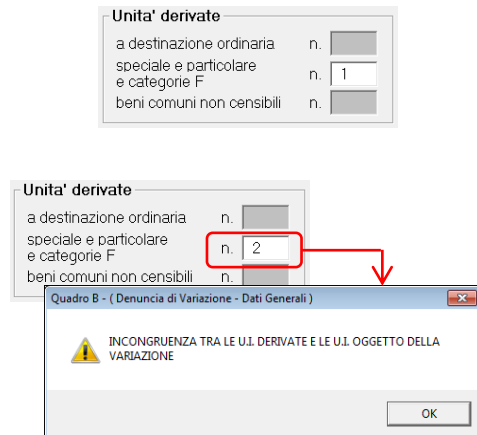 Unita' derivate
a destinazione ordinaria n.
speciale e particolare
e categorie F n. 1
beni comuni non censibili n.
Unita' derivate
a destinazione ordinaria n.
speciale e particolare
e categorie F n. 2
beni comuni non censibili n.
Quadro B - ( Denuncia di Variazione - Dati Generali )
INCONGRUENZA TRA LE U.I. DERIVATE E LE U.I. OGGETTO DELLA
VARIAZIONE
OK